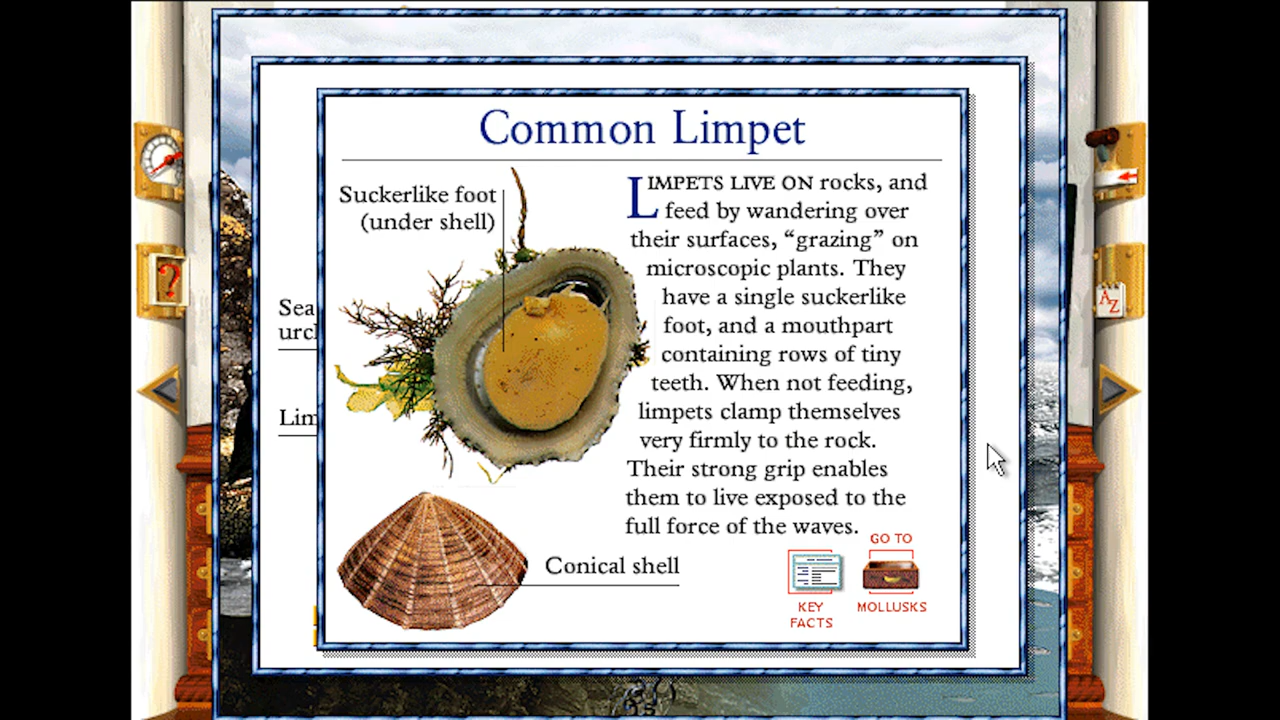 Common Limpet
Suckerlike foot
(under shell)
LIMPETS LIVE ON rocks, and
feed by wandering over
their surfaces, “grazing” on
microscopic plants. They
have a single suckerlike
foot, and a mouthpart
containing rows of tiny
teeth. When not feeding,
limpets clamp themselves
very firmly to the rock.
Their strong grip enables
them to live exposed to the
full force of the waves.
Conical shell
Sea
?
A
Z
GO TO
KEY
FACTS
MOLLUSKS